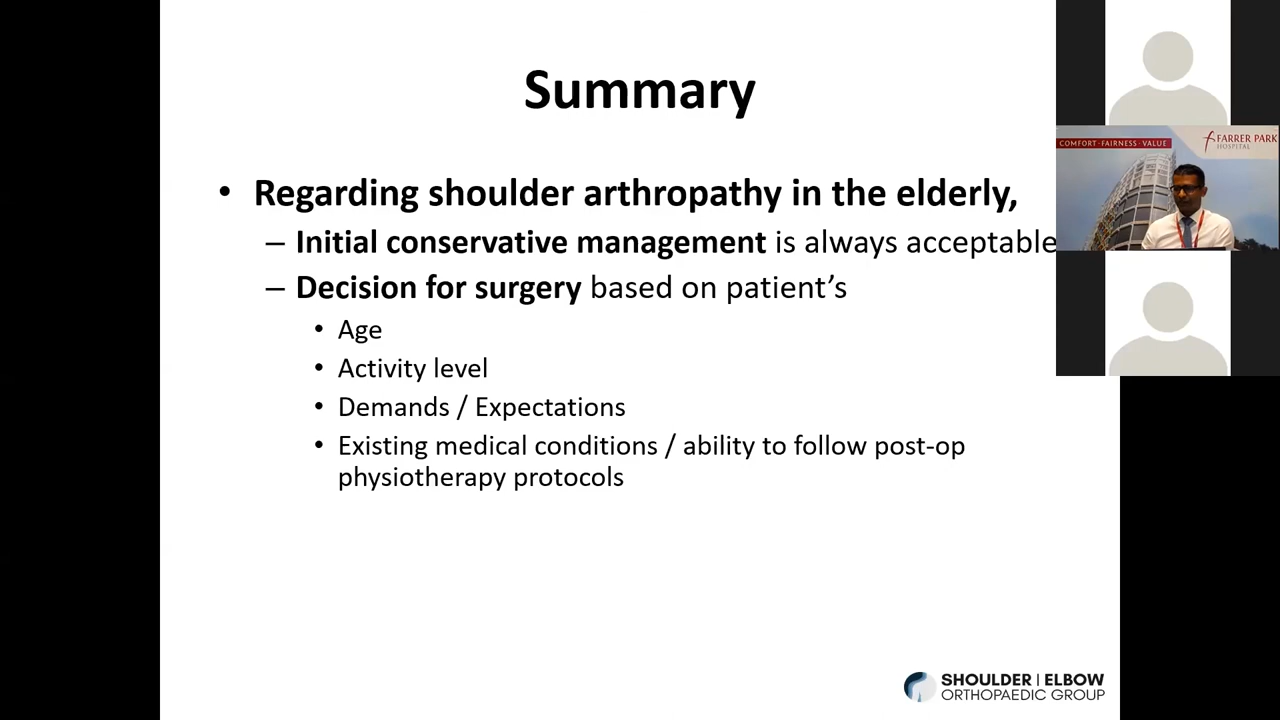 Summary
• Regarding shoulder arthropathy in the elderly,
– Initial conservative management is always acceptable
– Decision for surgery based on patient’s
• Age
• Activity level
• Demands / Expectations
• Existing medical conditions / ability to follow post-op
physiotherapy protocols
COMFORT·FAIRNESS·VALUE
FARRER PARK
HOSPITAL
SHOULDER | ELBOW
ORTHOPAEDIC GROUP